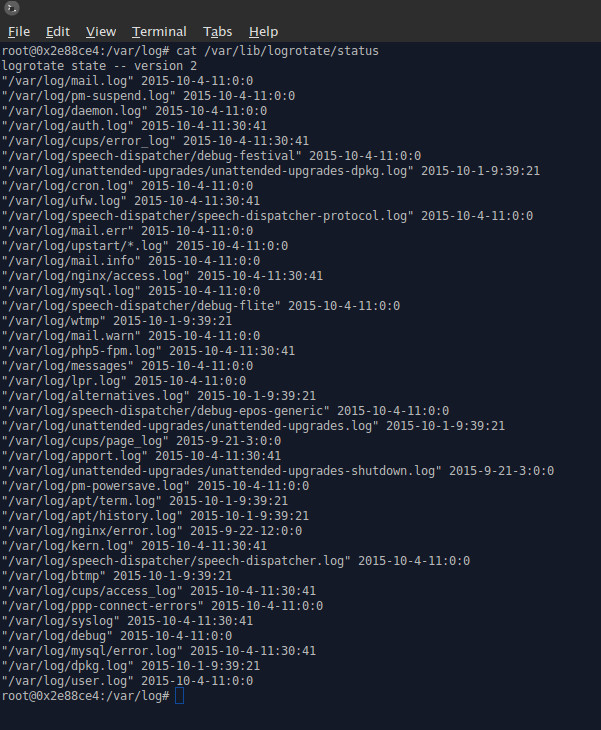 File Edit View Terminal Tabs Help
root@0x2e88ce4:/var/log# cat /var/lib/logrotate/status
logrotate state -- version 2
"/var/log/mail.log" 2015-10-4-11:0:0
"/var/log/pm-suspend.log" 2015-10-4-11:0:0
"/var/log/daemon.log" 2015-10-4-11:0:0
"/var/log/auth.log" 2015-10-4-11:30:41
"/var/log/cups/error_log" 2015-10-4-11:30:41
"/var/log/speech-dispatcher/debug-festival" 2015-10-4-11:0:0
"/var/log/unattended-upgrades/unattended-upgrades-dpkg.log" 2015-10-1-9:39:21
"/var/log/cron.log" 2015-10-4-11:0:0
"/var/log/ufw.log" 2015-10-4-11:30:41
"/var/log/speech-dispatcher/speech-dispatcher-protocol.log" 2015-10-4-11:0:0
"/var/log/mail.err" 2015-10-4-11:0:0
"/var/log/upstart/*.log" 2015-10-4-11:0:0
"/var/log/mail.info" 2015-10-4-11:0:0
"/var/log/nginx/access.log" 2015-10-4-11:30:41
"/var/log/mysql.log" 2015-10-4-11:0:0
"/var/log/speech-dispatcher/debug-flite" 2015-10-4-11:0:0
"/var/log/wtmp" 2015-10-1-9:39:21
"/var/log/mail.warn" 2015-10-4-11:0:0
"/var/log/php5-fpm.log" 2015-10-4-11:30:41
"/var/log/messages" 2015-10-4-11:0:0
"/var/log/lpr.log" 2015-10-4-11:0:0
"/var/log/alternatives.log" 2015-10-1-9:39:21
"/var/log/speech-dispatcher/debug-epos-generic" 2015-10-4-11:0:0
"/var/log/unattended-upgrades/unattended-upgrades.log" 2015-10-1-9:39:21
"/var/log/cups/page_log" 2015-9-21-3:0:0
"/var/log/apport.log" 2015-10-4-11:30:41
"/var/log/unattended-upgrades/unattended-upgrades-shutdown.log" 2015-9-21-3:0:0
"/var/log/pm-powersave.log" 2015-10-4-11:0:0
"/var/log/apt/term.log" 2015-10-1-9:39:21
"/var/log/apt/history.log" 2015-10-1-9:39:21
"/var/log/nginx/error.log" 2015-9-22-12:0:0
"/var/log/kern.log" 2015-10-4-11:30:41
"/var/log/speech-dispatcher/speech-dispatcher.log" 2015-10-4-11:0:0
"/var/log/btmp" 2015-10-1-9:39:21
"/var/log/cups/access_log" 2015-10-4-11:30:41
"/var/log/ppp-connect-errors" 2015-10-4-11:0:0
"/var/log/syslog" 2015-10-4-11:30:41
"/var/log/debug" 2015-10-4-11:0:0
"/var/log/mysql/error.log" 2015-10-4-11:30:41
"/var/log/dpkg.log" 2015-10-1-9:39:21
"/var/log/user.log" 2015-10-4-11:0:0
root@0x2e88ce4:/var/log#